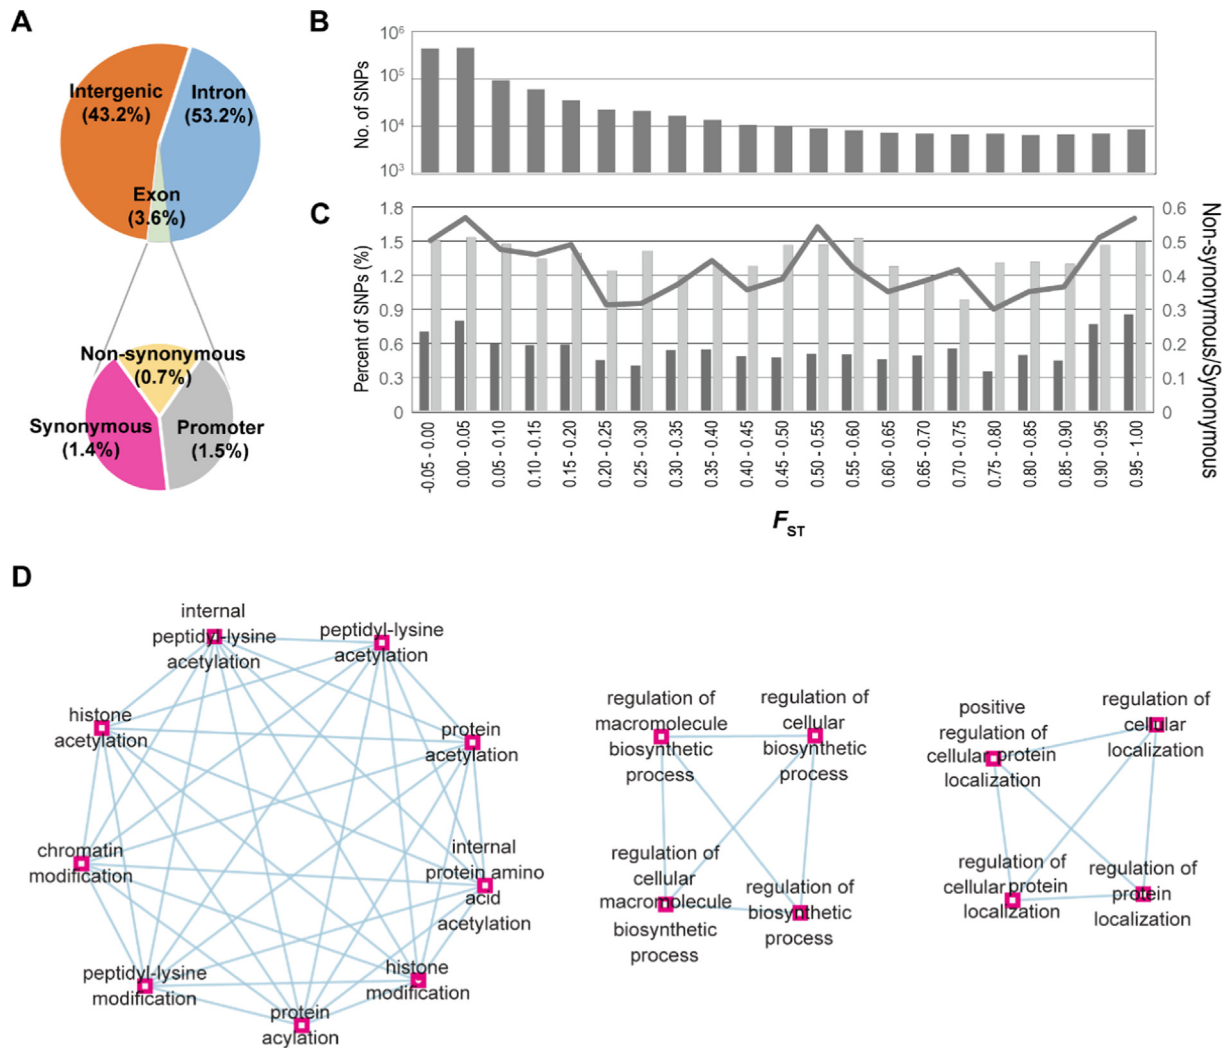 A
Intergenic
(43.2%)
Intron
(53.2%)
Exon
(3.6%)
Non-synonymous
(0.7%)
Synonymous
(1.4%)
Promoter
(1.5%)
B
No. of SNPs
10⁶
10⁵
10⁴
10³
C
Percent of SNPs (%)
1.8
1.5
1.2
0.9
0.6
0.3
0
0.6
0.5
0.4
0.3
0.2
0.1
0
Non-synonymous/Synonymous
-0.05 - 0.00
0.00 - 0.05
0.05 - 0.10
0.10 - 0.15
0.15 - 0.20
0.20 - 0.25
0.25 - 0.30
0.30 - 0.35
0.35 - 0.40
0.40 - 0.45
0.45 - 0.50
0.50 - 0.55
0.55 - 0.60
0.60 - 0.65
0.65 - 0.70
0.70 - 0.75
0.75 - 0.80
0.80 - 0.85
0.85 - 0.90
0.90 - 0.95
0.95 - 1.00
F_ST
D
internal
peptidyl-lysine
acetylation
peptidyl-lysine
acetylation
histone
acetylation
protein
acetylation
chromatin
modification
internal
protein amino
acid
acetylation
peptidyl-lysine
modification
histone
modification
protein
acylation
regulation of
macromolecule
biosynthetic
process
regulation of
cellular
biosynthetic
process
regulation of
cellular
macromolecule
biosynthetic
process
regulation of
biosynthetic
process
positive
regulation of
cellular protein
localization
regulation of
cellular
localization
regulation of
cellular protein
localization
regulation of
protein
localization